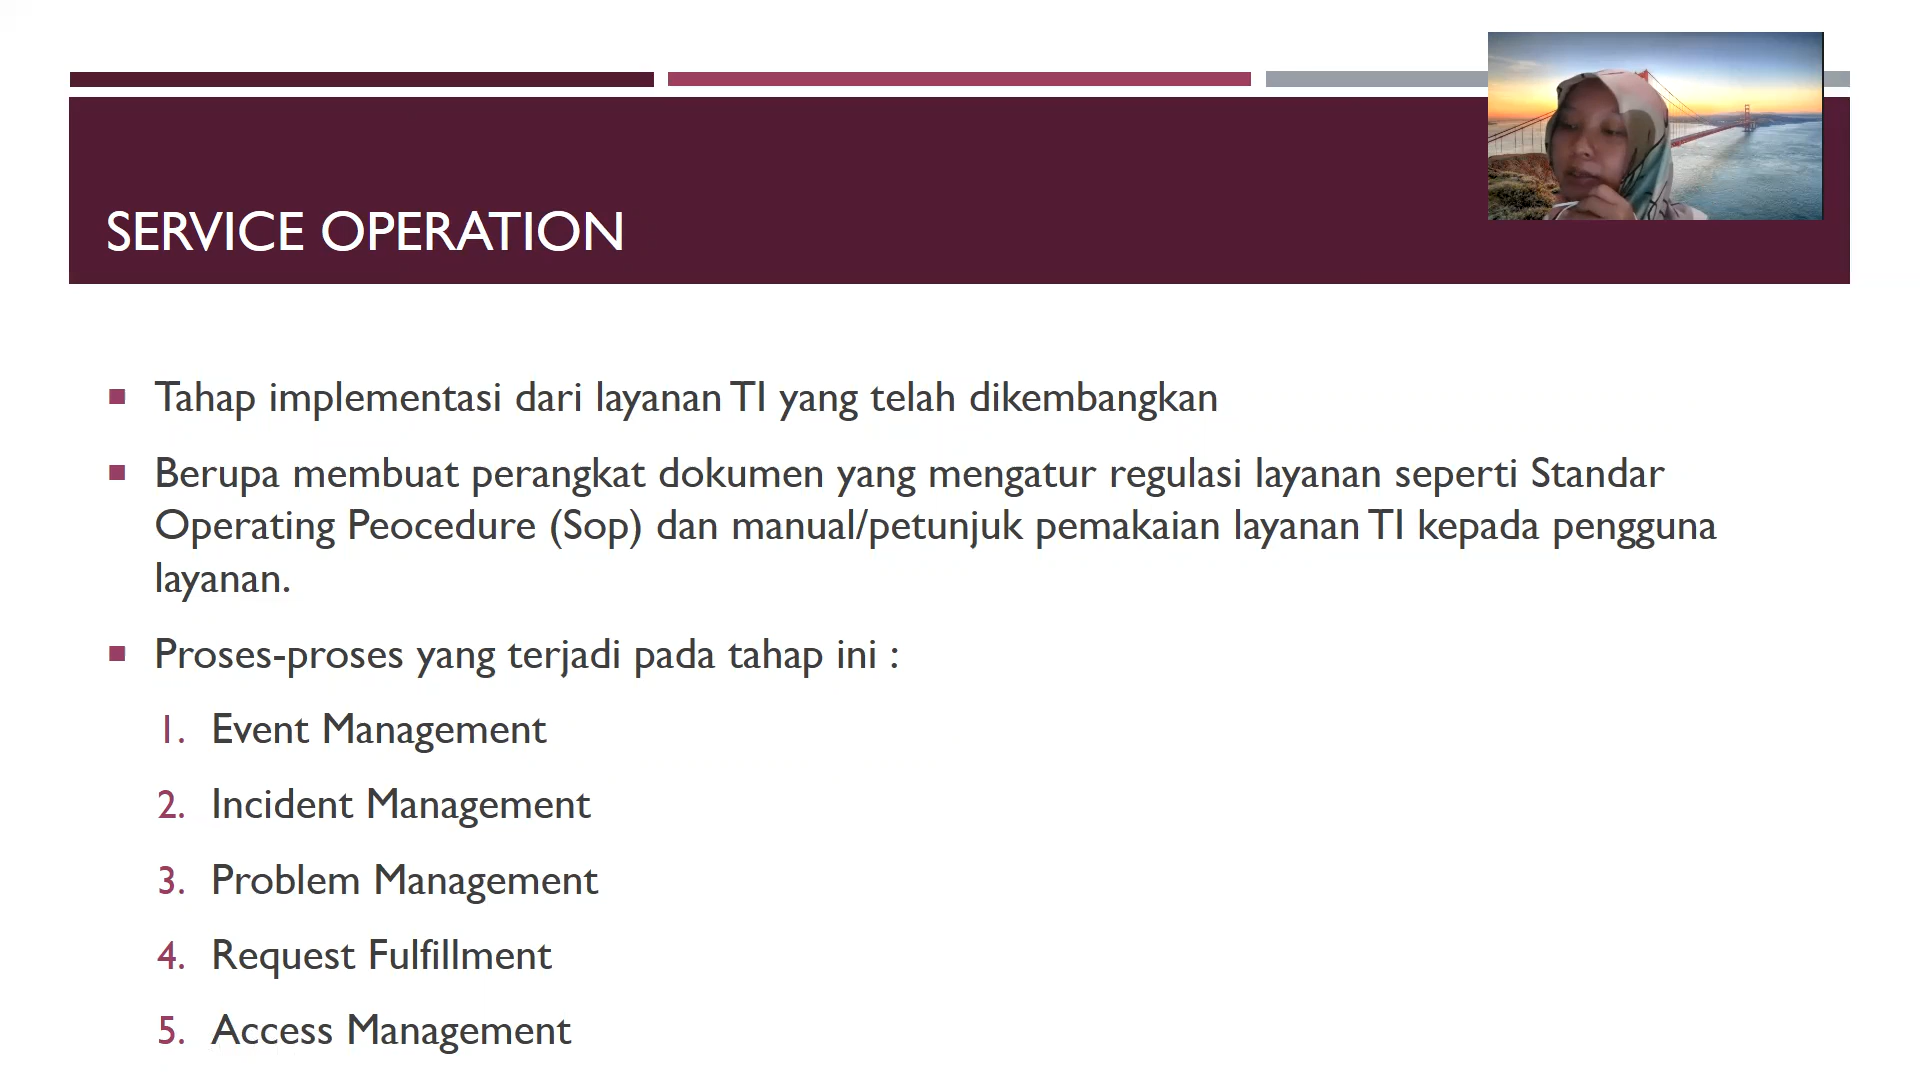 SERVICE OPERATION
Tahap implementasi dari layanan TI yang telah dikembangkan
Berupa membuat perangkat dokumen yang mengatur regulasi layanan seperti Standar
Operating Peocedure (Sop) dan manual/petunjuk pemakaian layanan TI kepada pengguna
layanan.
Proses-proses yang terjadi pada tahap ini :
1. Event Management
2. Incident Management
3. Problem Management
4. Request Fulfillment
5. Access Management